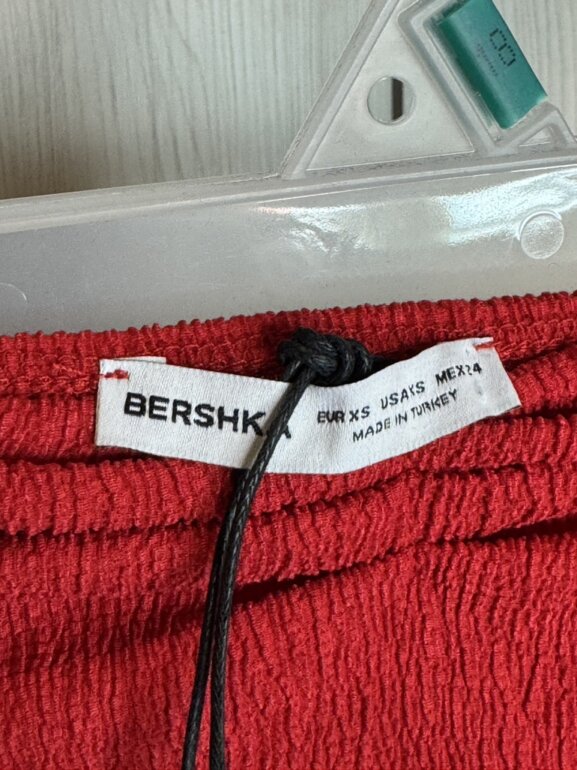 BERSHKA
EUR XS USA XS MEX 24
MADE IN TURKEY